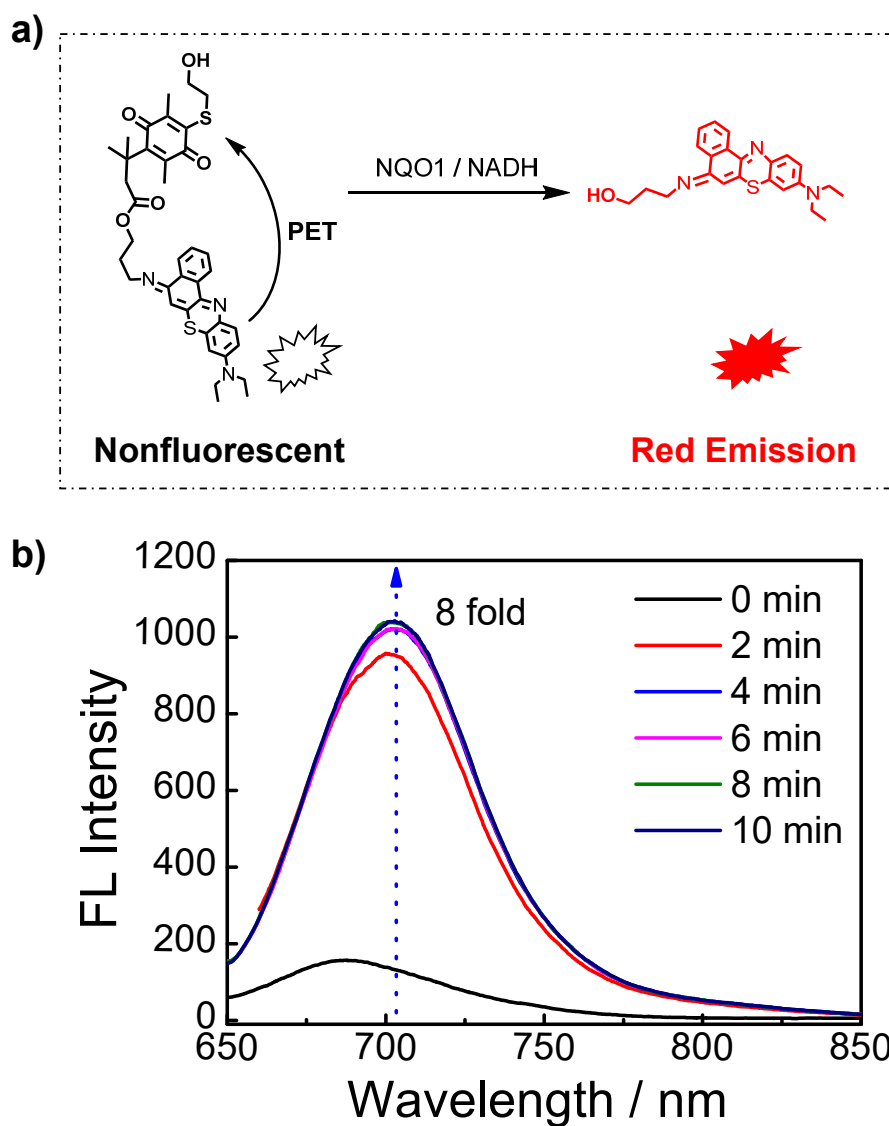 a)
OH
O
S
O
O
O
PET
N
N
S
N
NQO1 / NADH
HO
N
N
S
N
Nonfluorescent
Red Emission
b)
FL Intensity
1200
1000
800
600
400
200
0
8 fold
0 min
2 min
4 min
6 min
8 min
10 min
650
700
750
800
850
Wavelength / nm